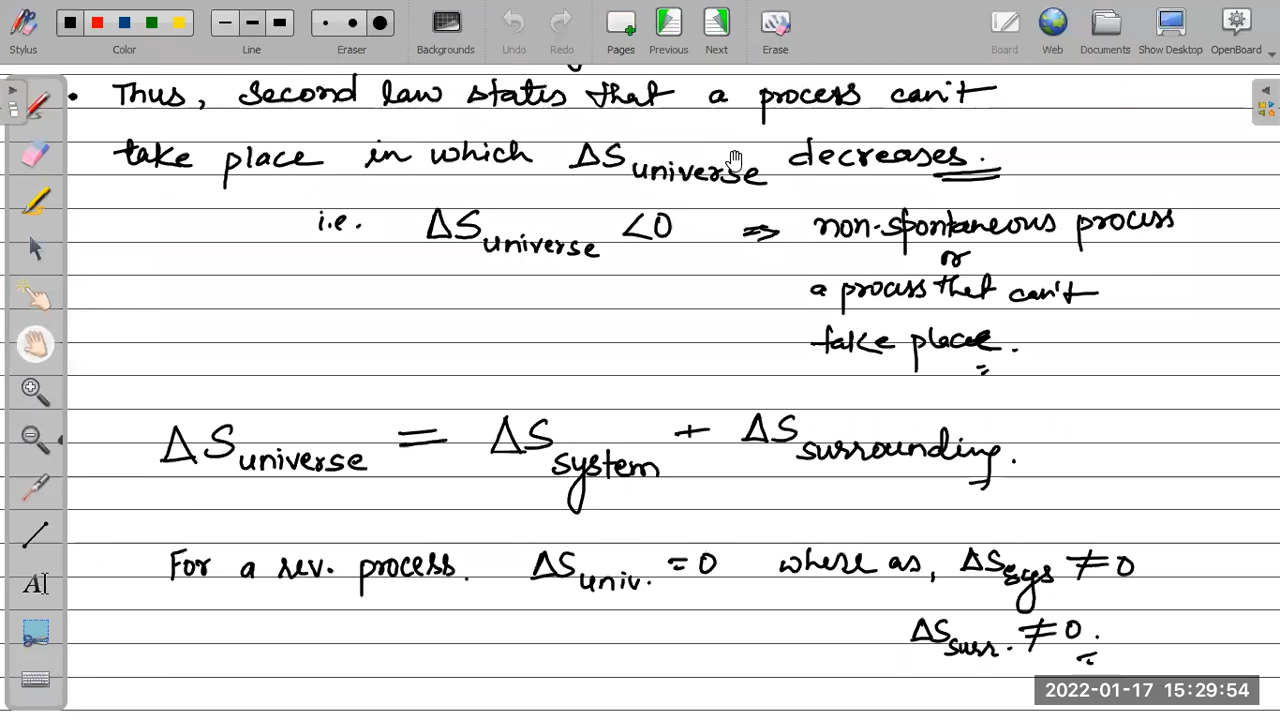 Stylus
Color
Line
Eraser
Backgrounds
Undo
Redo
Pages
Previous
Next
Erase
Board
Web
Documents
Show Desktop
OpenBoard
• Thus, second law states that a process can't
take place in which ΔS universe decreases.
i.e. ΔS universe <0 ⇒ non-spontaneous process
or
a process that can't
take place.
ΔS universe = ΔS system + ΔS surrounding.
For a rev. process. ΔS univ. = 0 where as, ΔS sys ≠ 0
ΔS surr. ≠ 0.
2022-01-17 15:29:54